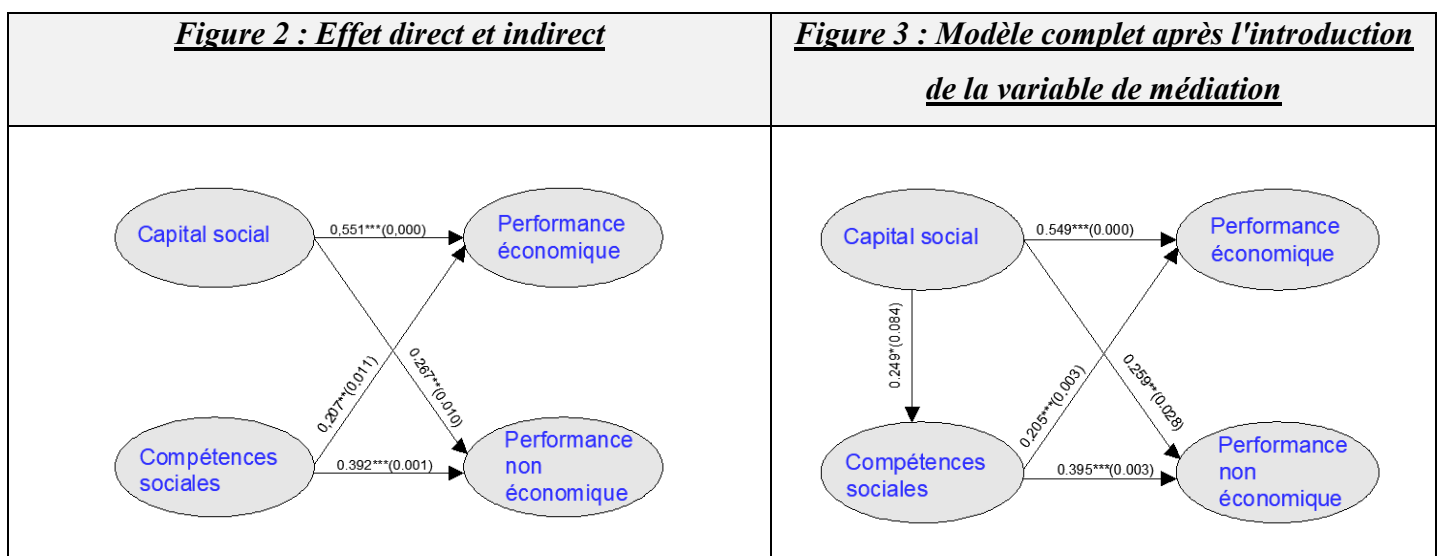 Figure 2 : Effet direct et indirect
Figure 3 : Modèle complet après l'introduction
de la variable de médiation
Capital social
0,551***(0,000)
Performance
économique
0,207**(0,011)
0.267**(0.010)
Compétences
sociales
0.392***(0.001)
Performance
non
économique
Capital social
0.549***(0.000)
Performance
économique
0.249*(0.084)
0.205***(0.003)
0.259**(0.028)
Compétences
sociales
0.395***(0.003)
Performance
non
économique